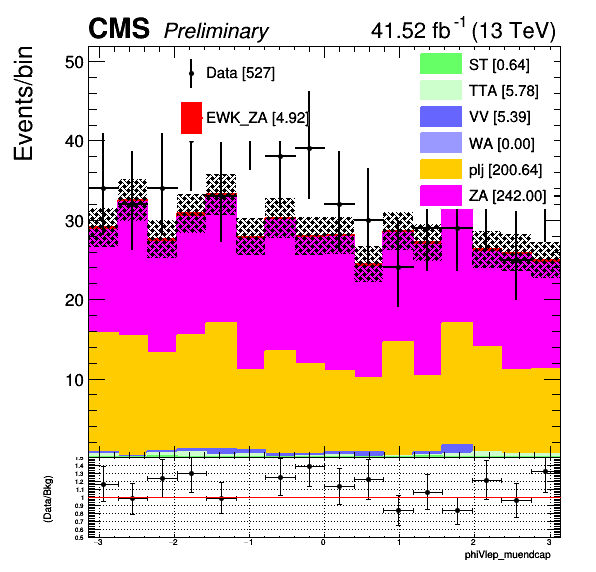 CMS Preliminary 41.52 fb⁻¹ (13 TeV)
Events/bin
50
40
30
20
10
Data [527]
EWK_ZA [4.92]
ST [0.64]
TTA [5.78]
VV [5.39]
WA [0.00]
plj [200.64]
ZA [242.00]
(Data/Bkg)
1.5
1.4
1.3
1.2
1.1
1
0.9
0.8
0.7
0.6
0.5
−3 −2 −1 0 1 2 3
phiVlep_muendcap